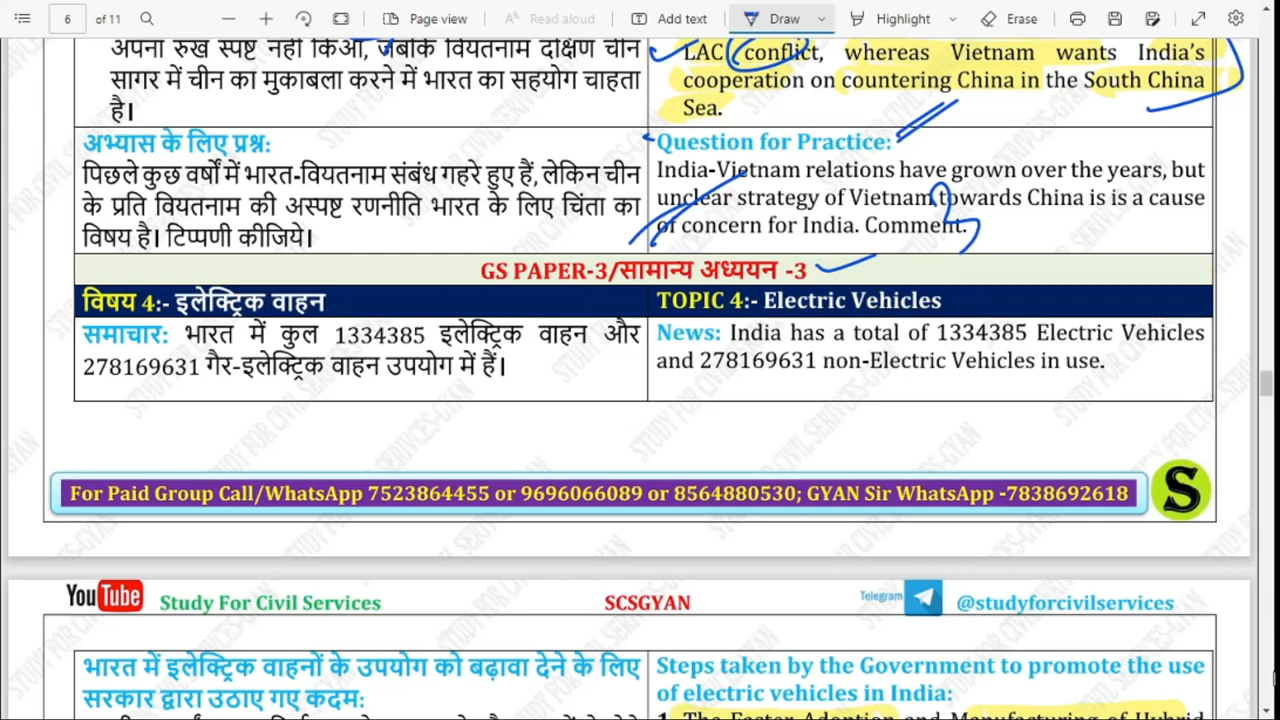 6 of 11
Page view
Read aloud
Add text
Draw
Highlight
Erase
अपना रुख स्पष्ट नहीं किआ, जबकि वियतनाम दक्षिण चीन
सागर में चीन का मुकाबला करने में भारत का सहयोग चाहता
है।
LAC conflict, whereas Vietnam wants India's
cooperation on countering China in the South China
Sea.
अभ्यास के लिए प्रश्न:
पिछले कुछ वर्षों में भारत-वियतनाम संबंध गहरे हुए हैं, लेकिन चीन
के प्रति वियतनाम की अस्पष्ट रणनीति भारत के लिए चिंता का
विषय है। टिप्पणी कीजिये।
Question for Practice:
India-Vietnam relations have grown over the years, but
unclear strategy of Vietnam towards China is is a cause
of concern for India. Comment.
GS PAPER-3/सामान्य अध्ययन -3
विषय 4:- इलेक्ट्रिक वाहन
TOPIC 4:- Electric Vehicles
समाचार: भारत में कुल 1334385 इलेक्ट्रिक वाहन और
278169631 गैर-इलेक्ट्रिक वाहन उपयोग में हैं।
News: India has a total of 1334385 Electric Vehicles
and 278169631 non-Electric Vehicles in use.
For Paid Group Call/WhatsApp 7523864455 or 9696066089 or 8564880530; GYAN Sir WhatsApp -7838692618
S
YouTube Study For Civil Services
SCSGYAN
Telegram @studyforcivilservices
भारत में इलेक्ट्रिक वाहनों के उपयोग को बढ़ावा देने के लिए
सरकार द्वारा उठाए गए कदम:
Steps taken by the Government to promote the use
of electric vehicles in India:
1. The Faster Adoption and Manufacturing of Hybrid